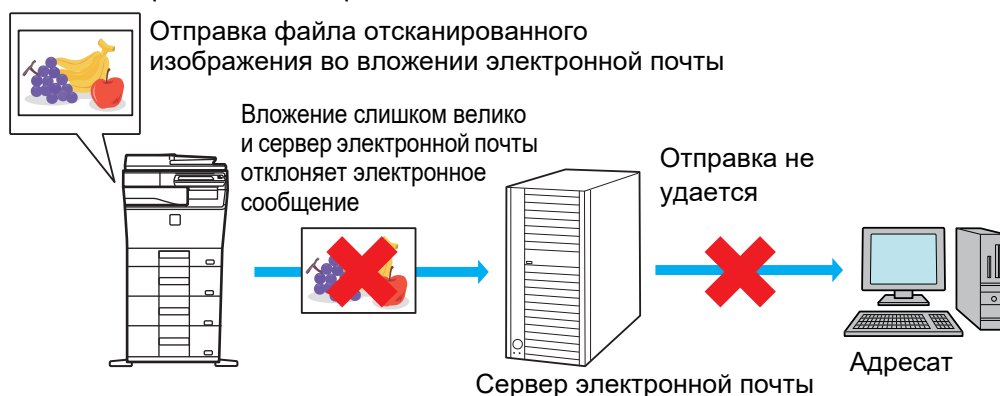 Отправка файла отсканированного
изображения во вложении электронной почты
Вложение слишком велико
и сервер электронной почты
отклоняет электронное
сообщение
Отправка не
удается
Адресат
Сервер электронной почты